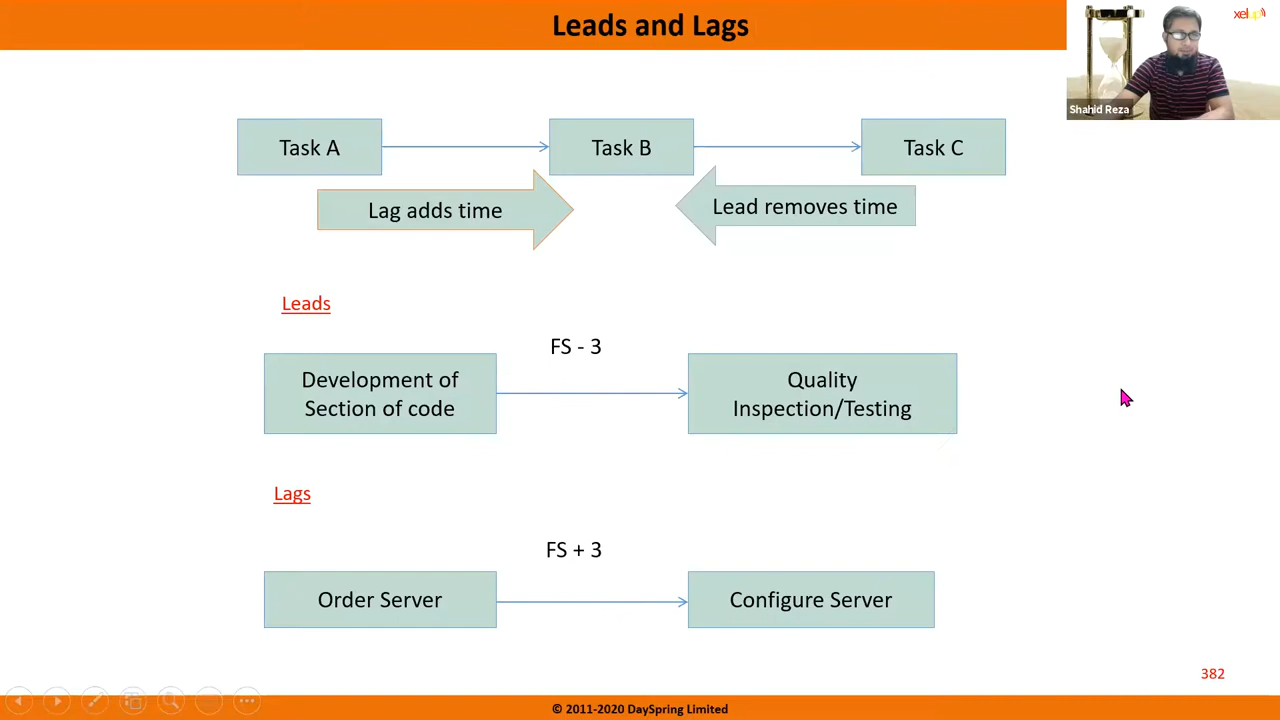 Leads and Lags
xelup
Shahid Reza
Task A
Task B
Task C
Lag adds time
Lead removes time
Leads
FS - 3
Development of
Section of code
Quality
Inspection/Testing
Lags
FS + 3
Order Server
Configure Server
382
© 2011-2020 DaySpring Limited